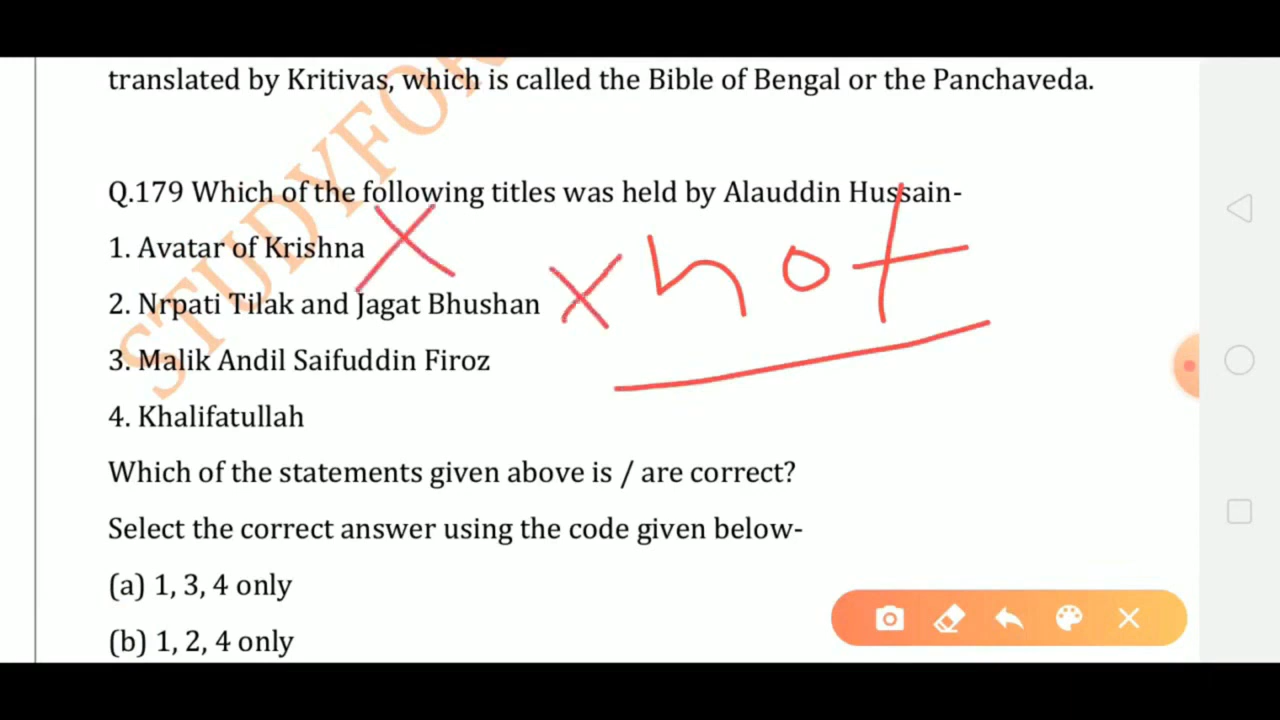 translated by Kritivas, which is called the Bible of Bengal or the Panchaveda.
Q.179 Which of the following titles was held by Alauddin Hussain-
1. Avatar of Krishna
2. Nrpati Tilak and Jagat Bhushan
not
3. Malik Andil Saifuddin Firoz
4. Khalifatullah
Which of the statements given above is / are correct?
Select the correct answer using the code given below-
(a) 1, 3, 4 only
(b) 1, 2, 4 only
STUDYFOR